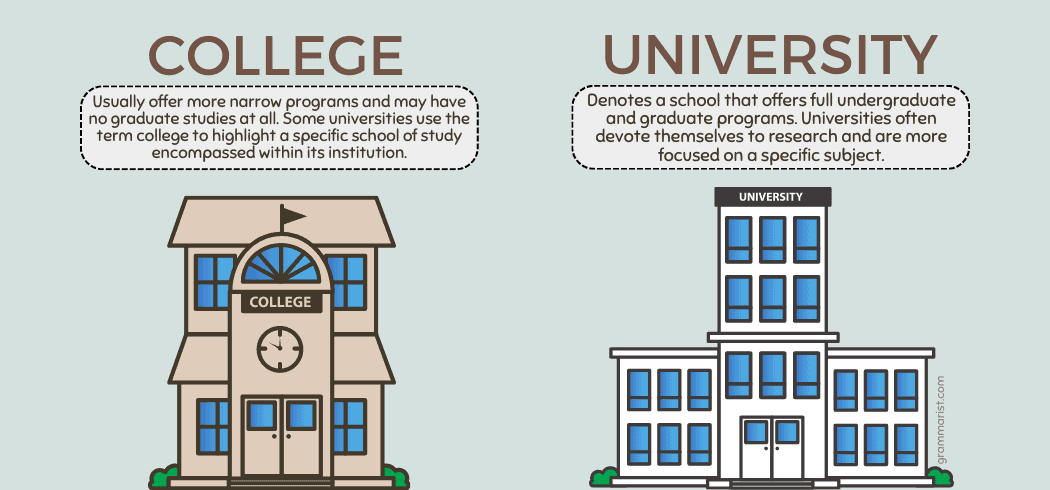 COLLEGE
Usually offer more narrow programs and may have
no graduate studies at all. Some universities use the
term college to highlight a specific school of study
encompassed within its institution.
COLLEGE
UNIVERSITY
Denotes a school that offers full undergraduate
and graduate programs. Universities often
devote themselves to research and are more
focused on a specific subject.
UNIVERSITY
grammarist.com